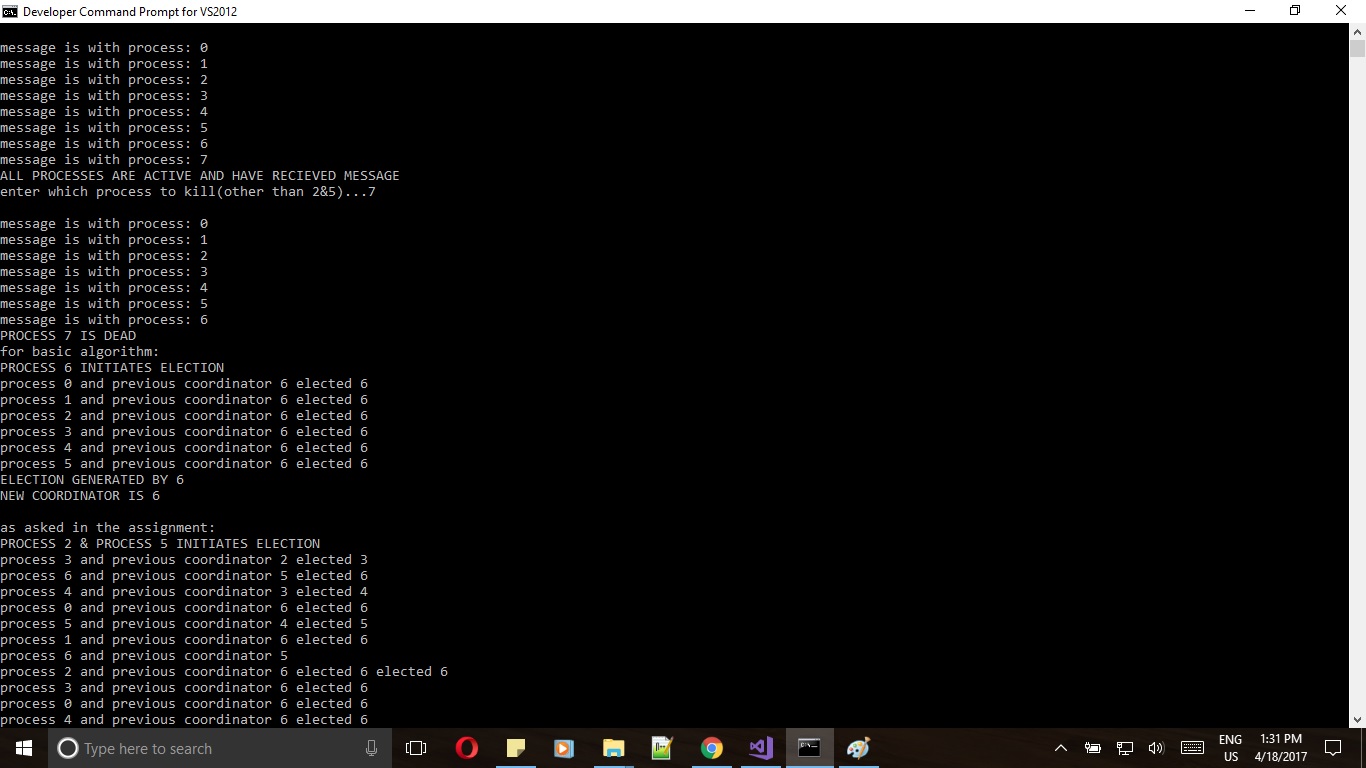 Developer Command Prompt for VS2012
message is with process: 0
message is with process: 1
message is with process: 2
message is with process: 3
message is with process: 4
message is with process: 5
message is with process: 6
message is with process: 7
ALL PROCESSES ARE ACTIVE AND HAVE RECIEVED MESSAGE
enter which process to kill(other than 2&5)...7
message is with process: 0
message is with process: 1
message is with process: 2
message is with process: 3
message is with process: 4
message is with process: 5
message is with process: 6
PROCESS 7 IS DEAD
for basic algorithm:
PROCESS 6 INITIATES ELECTION
process 0 and previous coordinator 6 elected 6
process 1 and previous coordinator 6 elected 6
process 2 and previous coordinator 6 elected 6
process 3 and previous coordinator 6 elected 6
process 4 and previous coordinator 6 elected 6
process 5 and previous coordinator 6 elected 6
ELECTION GENERATED BY 6
NEW COORDINATOR IS 6
as asked in the assignment:
PROCESS 2 & PROCESS 5 INITIATES ELECTION
process 3 and previous coordinator 2 elected 3
process 6 and previous coordinator 5 elected 6
process 4 and previous coordinator 3 elected 4
process 0 and previous coordinator 6 elected 6
process 5 and previous coordinator 4 elected 5
process 1 and previous coordinator 6 elected 6
process 6 and previous coordinator 5
process 2 and previous coordinator 6 elected 6 elected 6
process 3 and previous coordinator 6 elected 6
process 0 and previous coordinator 6 elected 6
process 4 and previous coordinator 6 elected 6
Type here to search
ENG
US
1:31 PM
4/18/2017